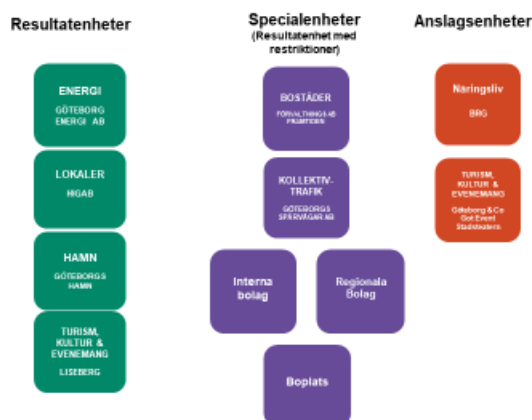 Resultatenheter
ENERGI
GÖTEBORG
ENERGI AB
LOKALER
HIGAB
HAMN
GÖTEBORGS
HAMN
TURISM,
KULTUR &
EVENEMANG
LISEBERG
Specialenheter
(Resultatenhet med
restriktioner)
BOSTÄDER
FÖRVALTNINGS AB
FRAMTIDEN
KOLLEKTIV-
TRAFIK
GÖTEBORGS
SPÅRVÄGAR AB
Interna
bolag
Regionala
Bolag
Boplats
Anslagsenheter
Näringsliv
BRG
TURISM,
KULTUR &
EVENEMANG
Göteborg & Co
Got Event
Stadsteatern